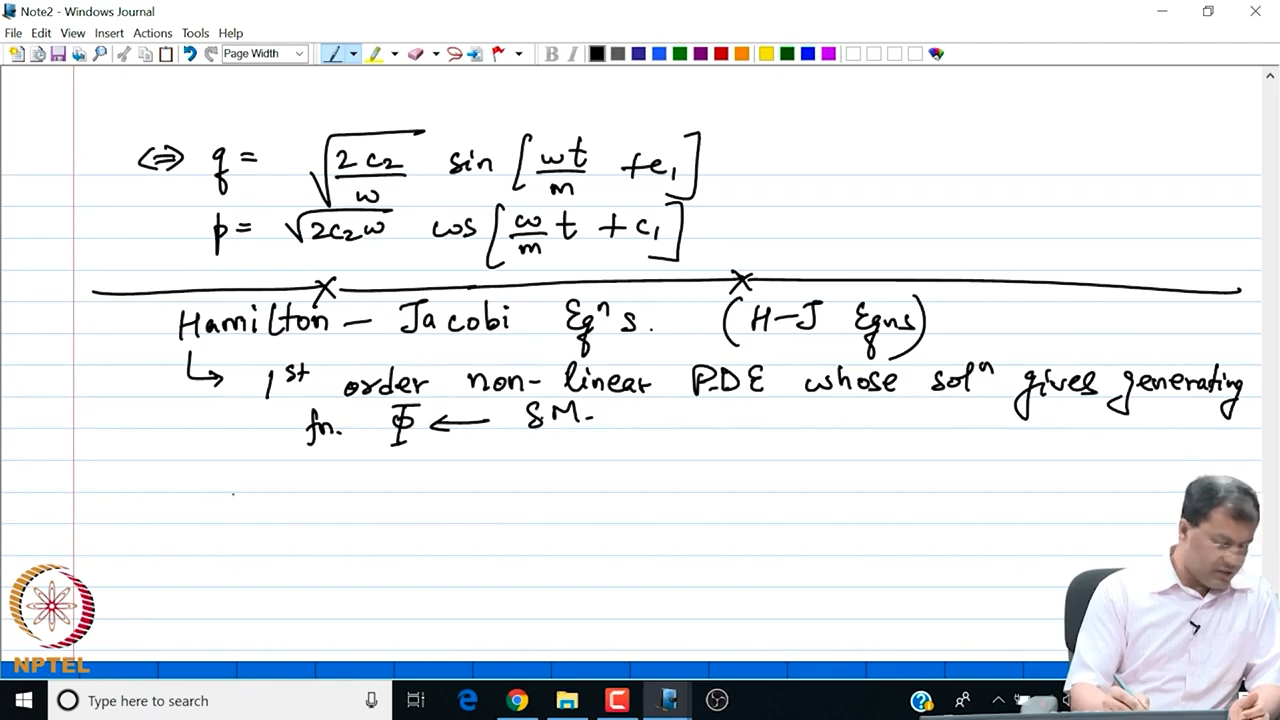 Note2 - Windows Journal
File Edit View Insert Actions Tools Help
Page Width
B I
⇔ q = √(2c₂/ω) sin [ωt/m + c₁]
p = √(2c₂ω) cos [ω/m t + c₁]
Hamilton – Jacobi Eqⁿs. (H–J Eqns)
↳ 1st order non-linear P.D.E whose solⁿ gives generating
fn. Φ ← SM.
NPTEL
Type here to search